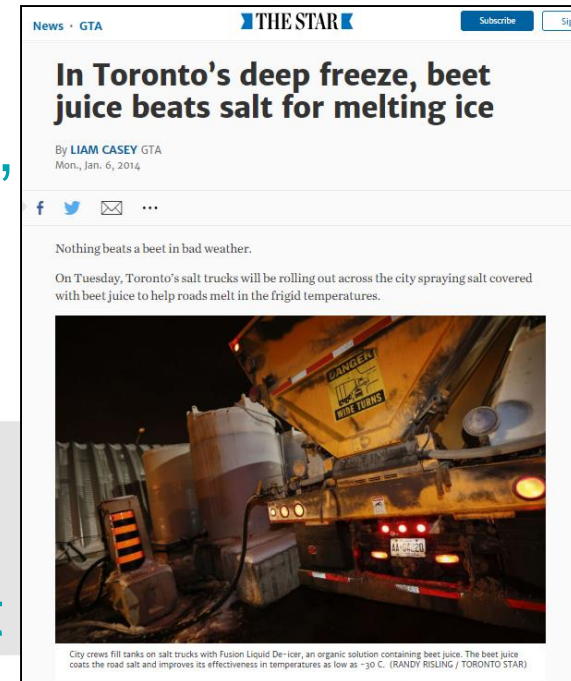 News · GTA
THE STAR
Subscribe
In Toronto’s deep freeze, beet
juice beats salt for melting ice
By LIAM CASEY GTA
Mon., Jan. 6, 2014
Nothing beats a beet in bad weather.
On Tuesday, Toronto’s salt trucks will be rolling out across the city spraying salt covered
with beet juice to help roads melt in the frigid temperatures.
DANGER
WIDE TURNS
City crews fill tanks on salt trucks with Fusion Liquid De-icer, an organic solution containing beet juice. The beet juice
coats the road salt and improves its effectiveness in temperatures as low as -30 C. (RANDY RISLING / TORONTO STAR)